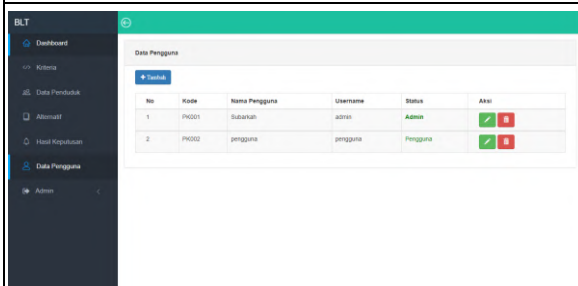 BLT
Dashboard
Kriteria
Data Penduduk
Alternatif
Hasil Keputusan
Data Pengguna
Admin
Data Pengguna
+ Tambah
No Kode Nama Pengguna Username Status Aksi
1 PK001 Subarkah admin Admin
2 PK002 pengguna pengguna Pengguna